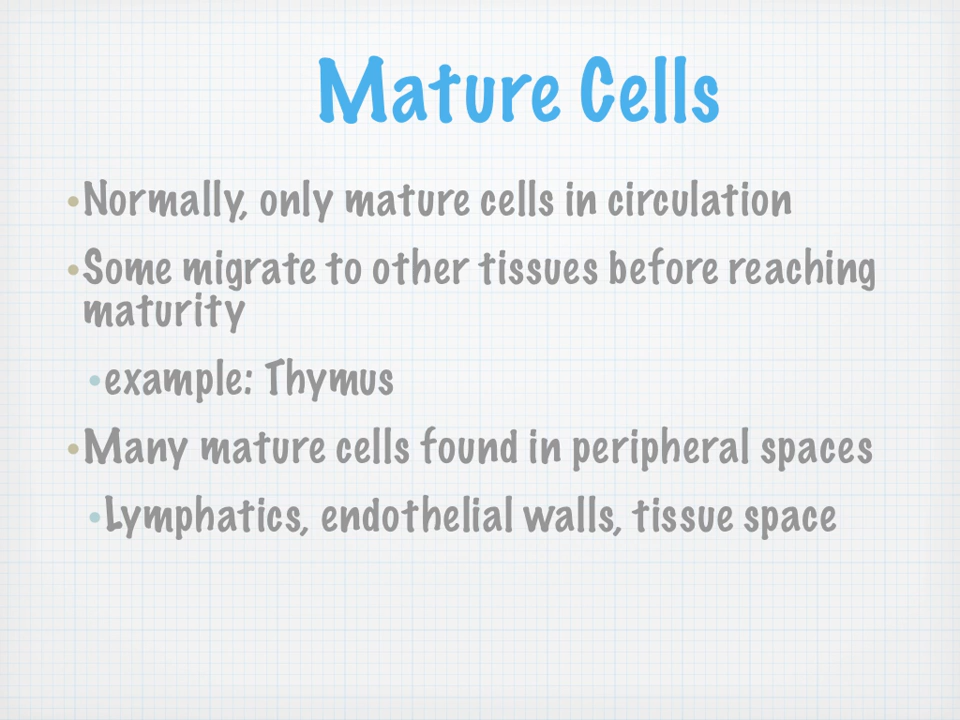 Mature Cells
•Normally, only mature cells in circulation
•Some migrate to other tissues before reaching
maturity
•example: Thymus
•Many mature cells found in peripheral spaces
•Lymphatics, endothelial walls, tissue space